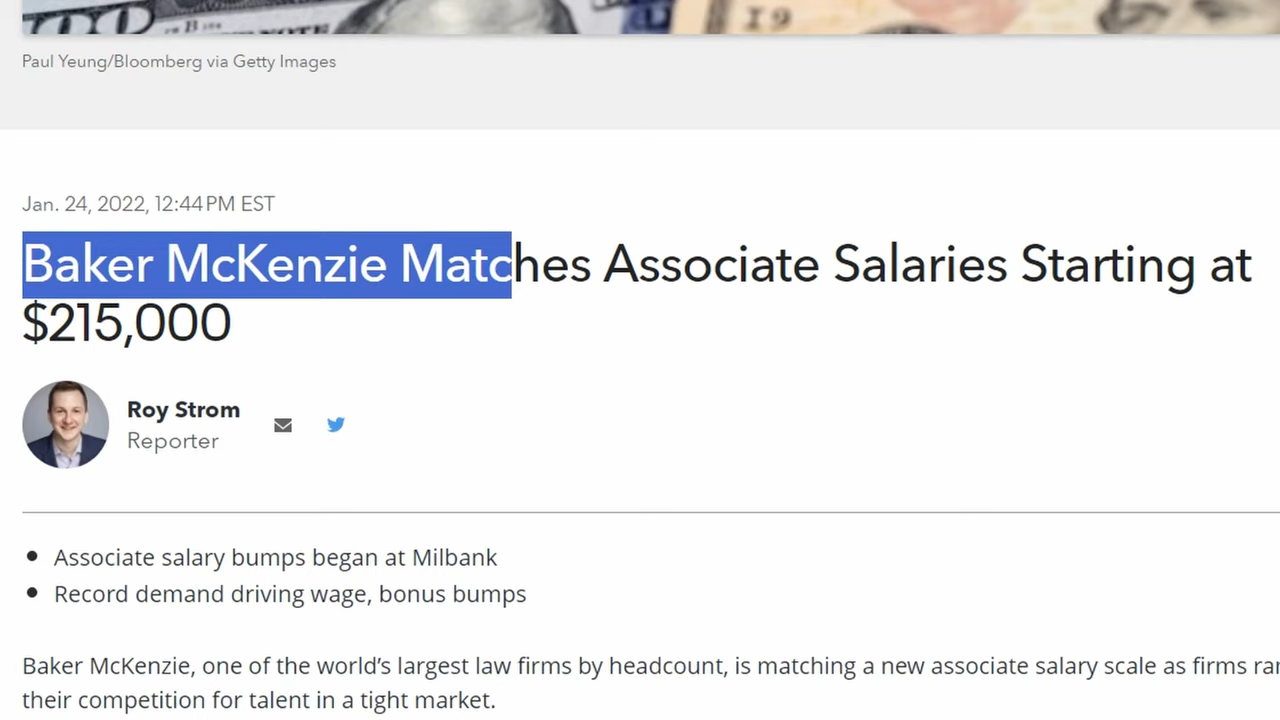 19
Paul Yeung/Bloomberg via Getty Images
Jan. 24, 2022, 12:44 PM EST
Baker McKenzie Matches Associate Salaries Starting at
$215,000
Roy Strom
Reporter
Associate salary bumps began at Milbank
Record demand driving wage, bonus bumps
Baker McKenzie, one of the world's largest law firms by headcount, is matching a new associate salary scale as firms
their competition for talent in a tight market.